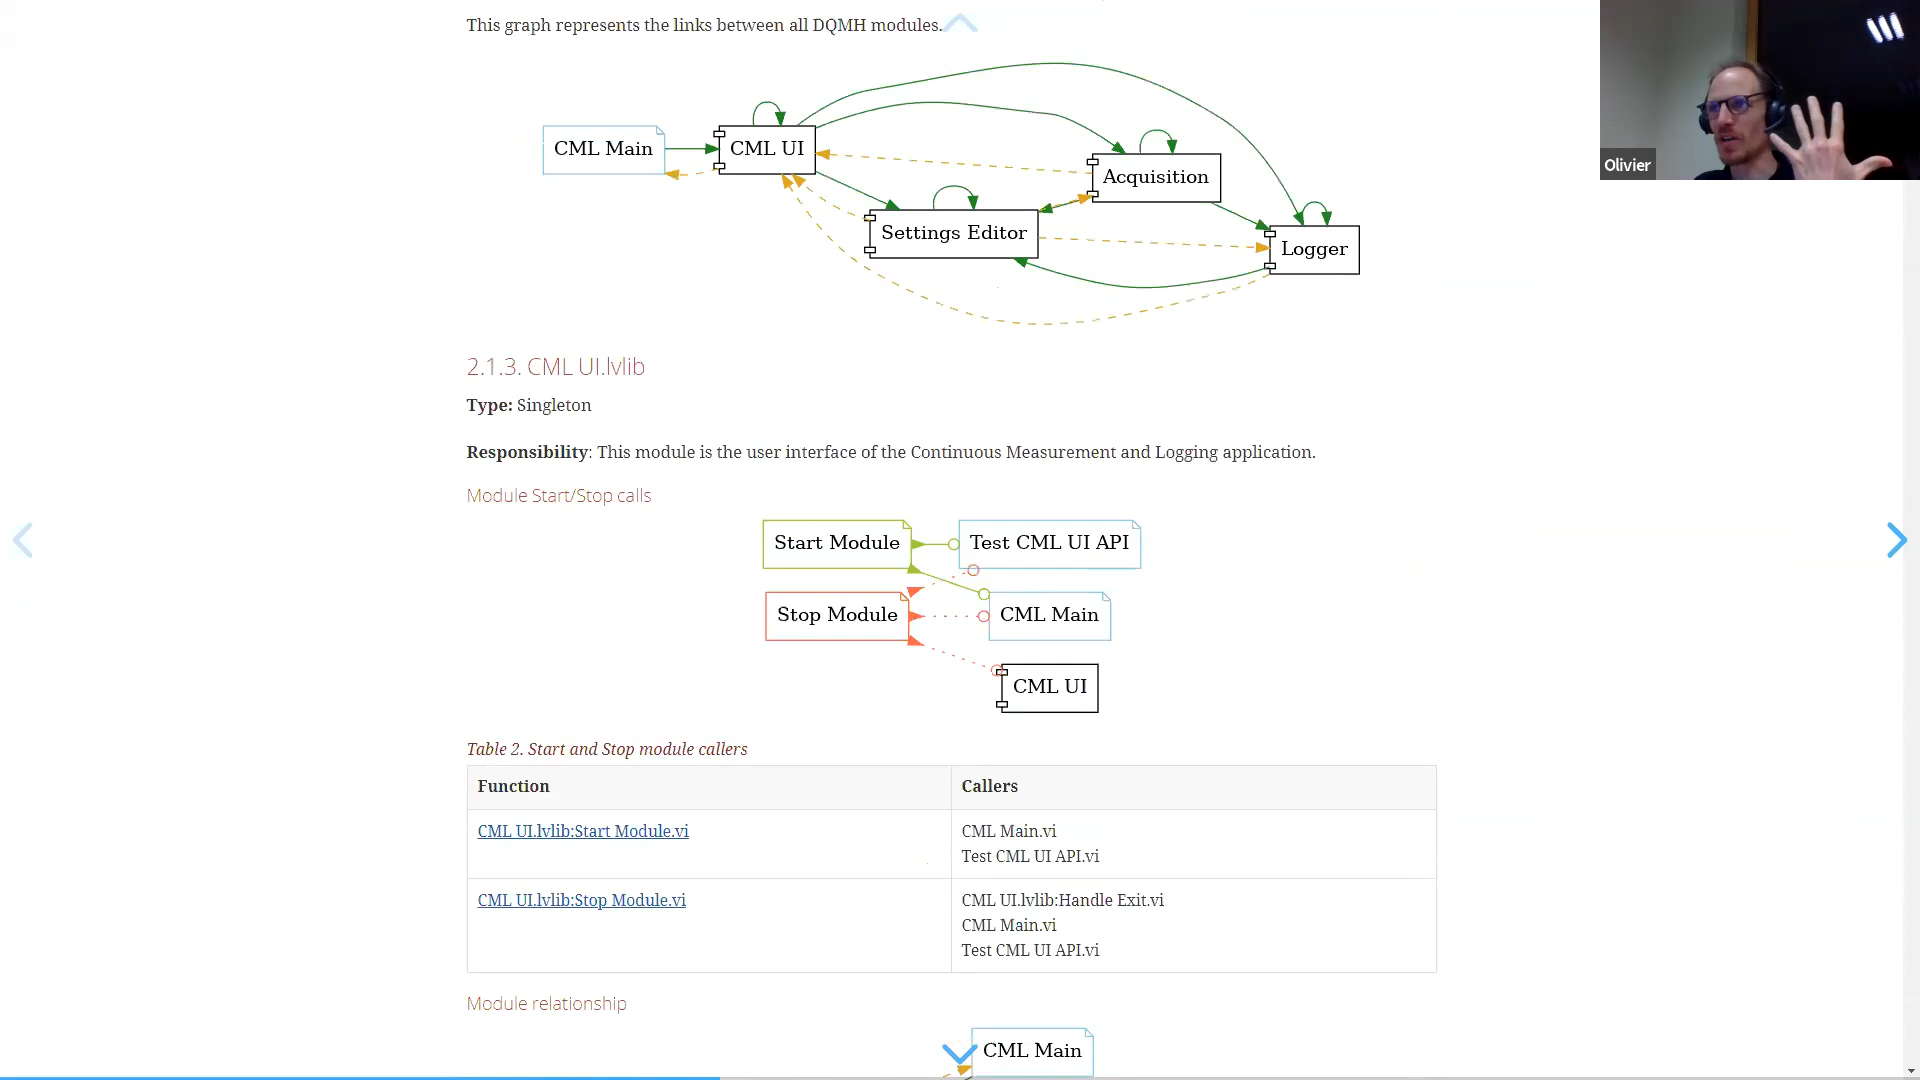 This graph represents the links between all DQMH modules.
CML Main
CML UI
Acquisition
Settings Editor
Logger
Olivier
2.1.3. CML UI.lvlib
Type: Singleton
Responsibility: This module is the user interface of the Continuous Measurement and Logging application.
Module Start/Stop calls
Start Module
Test CML UI API
Stop Module
CML Main
CML UI
Table 2. Start and Stop module callers
Function
Callers
CML UI.lvlib:Start Module.vi
CML Main.vi
Test CML UI API.vi
CML UI.lvlib:Stop Module.vi
CML UI.lvlib:Handle Exit.vi
CML Main.vi
Test CML UI API.vi
Module relationship
CML Main